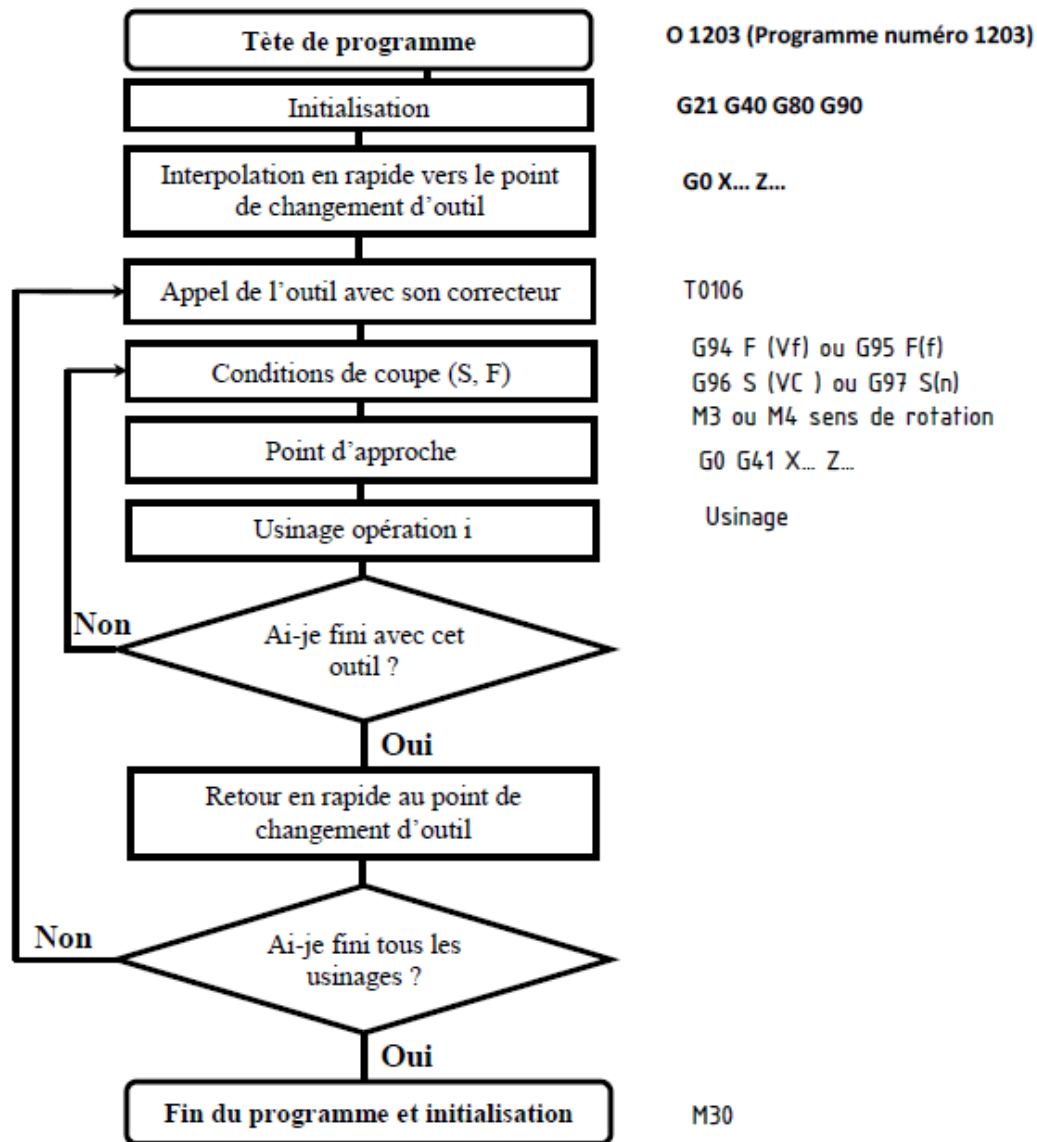 Tète de programme
O 1203 (Programme numéro 1203)
Initialisation
G21 G40 G80 G90
Interpolation en rapide vers le point
de changement d'outil
G0 X... Z...
Appel de l'outil avec son correcteur
T0106
Conditions de coupe (S, F)
G94 F (Vf) ou G95 F(f)
G96 S (VC ) ou G97 S(n)
M3 ou M4 sens de rotation
Point d'approche
G0 G41 X... Z...
Usinage opération i
Usinage
Non
Ai-je fini avec cet
outil ?
Oui
Retour en rapide au point de
changement d'outil
Non
Ai-je fini tous les
usinages ?
Oui
Fin du programme et initialisation
M30